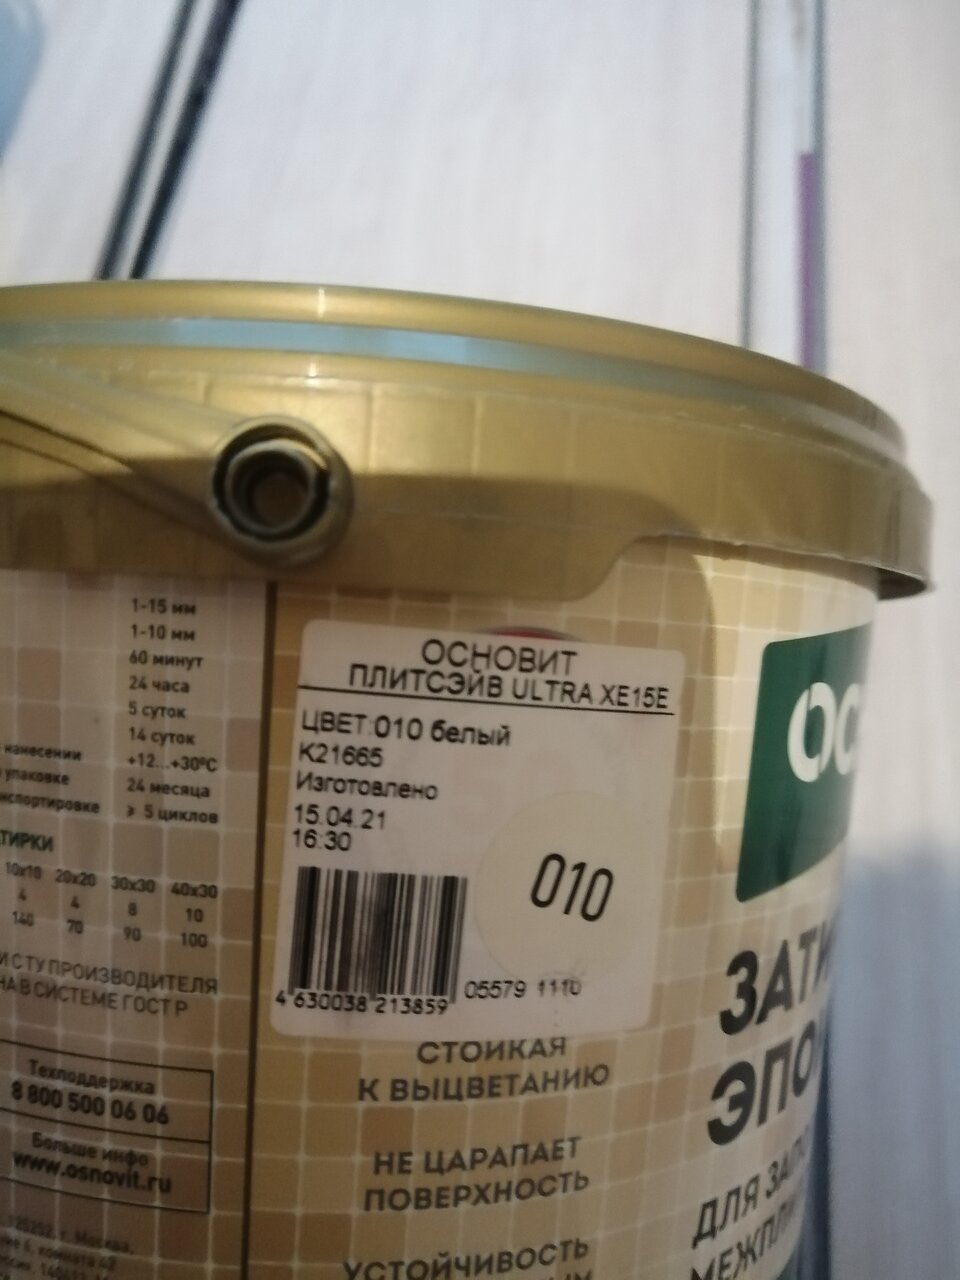 1-15 мм
1-10 мм
60 минут
24 часа
5 суток
14 суток
нанесении +12...+30°С
упаковке 24 месяца
⩾ 5 циклов
10х10 20х20 30х30 40х30
4 4 8 10
140 70 90 100
СТУ ПРОИЗВОДИТЕЛЯ
В СИСТЕМЕ ГОСТ Р
Техподдержка
8 800 500 06 06
Больше инфо
www.osnovit.ru
ОСНОВИТ
ПЛИТСЭЙВ ULTRA XE15E
ЦВЕТ:010 белый
К21665
Изготовлено
15.04.21
16:30
010
4 630038 213859
05579 1110
СТОЙКАЯ
К ВЫЦВЕТАНИЮ
НЕ ЦАРАПАЕТ
ПОВЕРХНОСТЬ
УСТОЙЧИВОСТЬ
ОС
ЗАТИ
ЭПО
ДЛЯ ЗАПО
МЕЖПЛИ